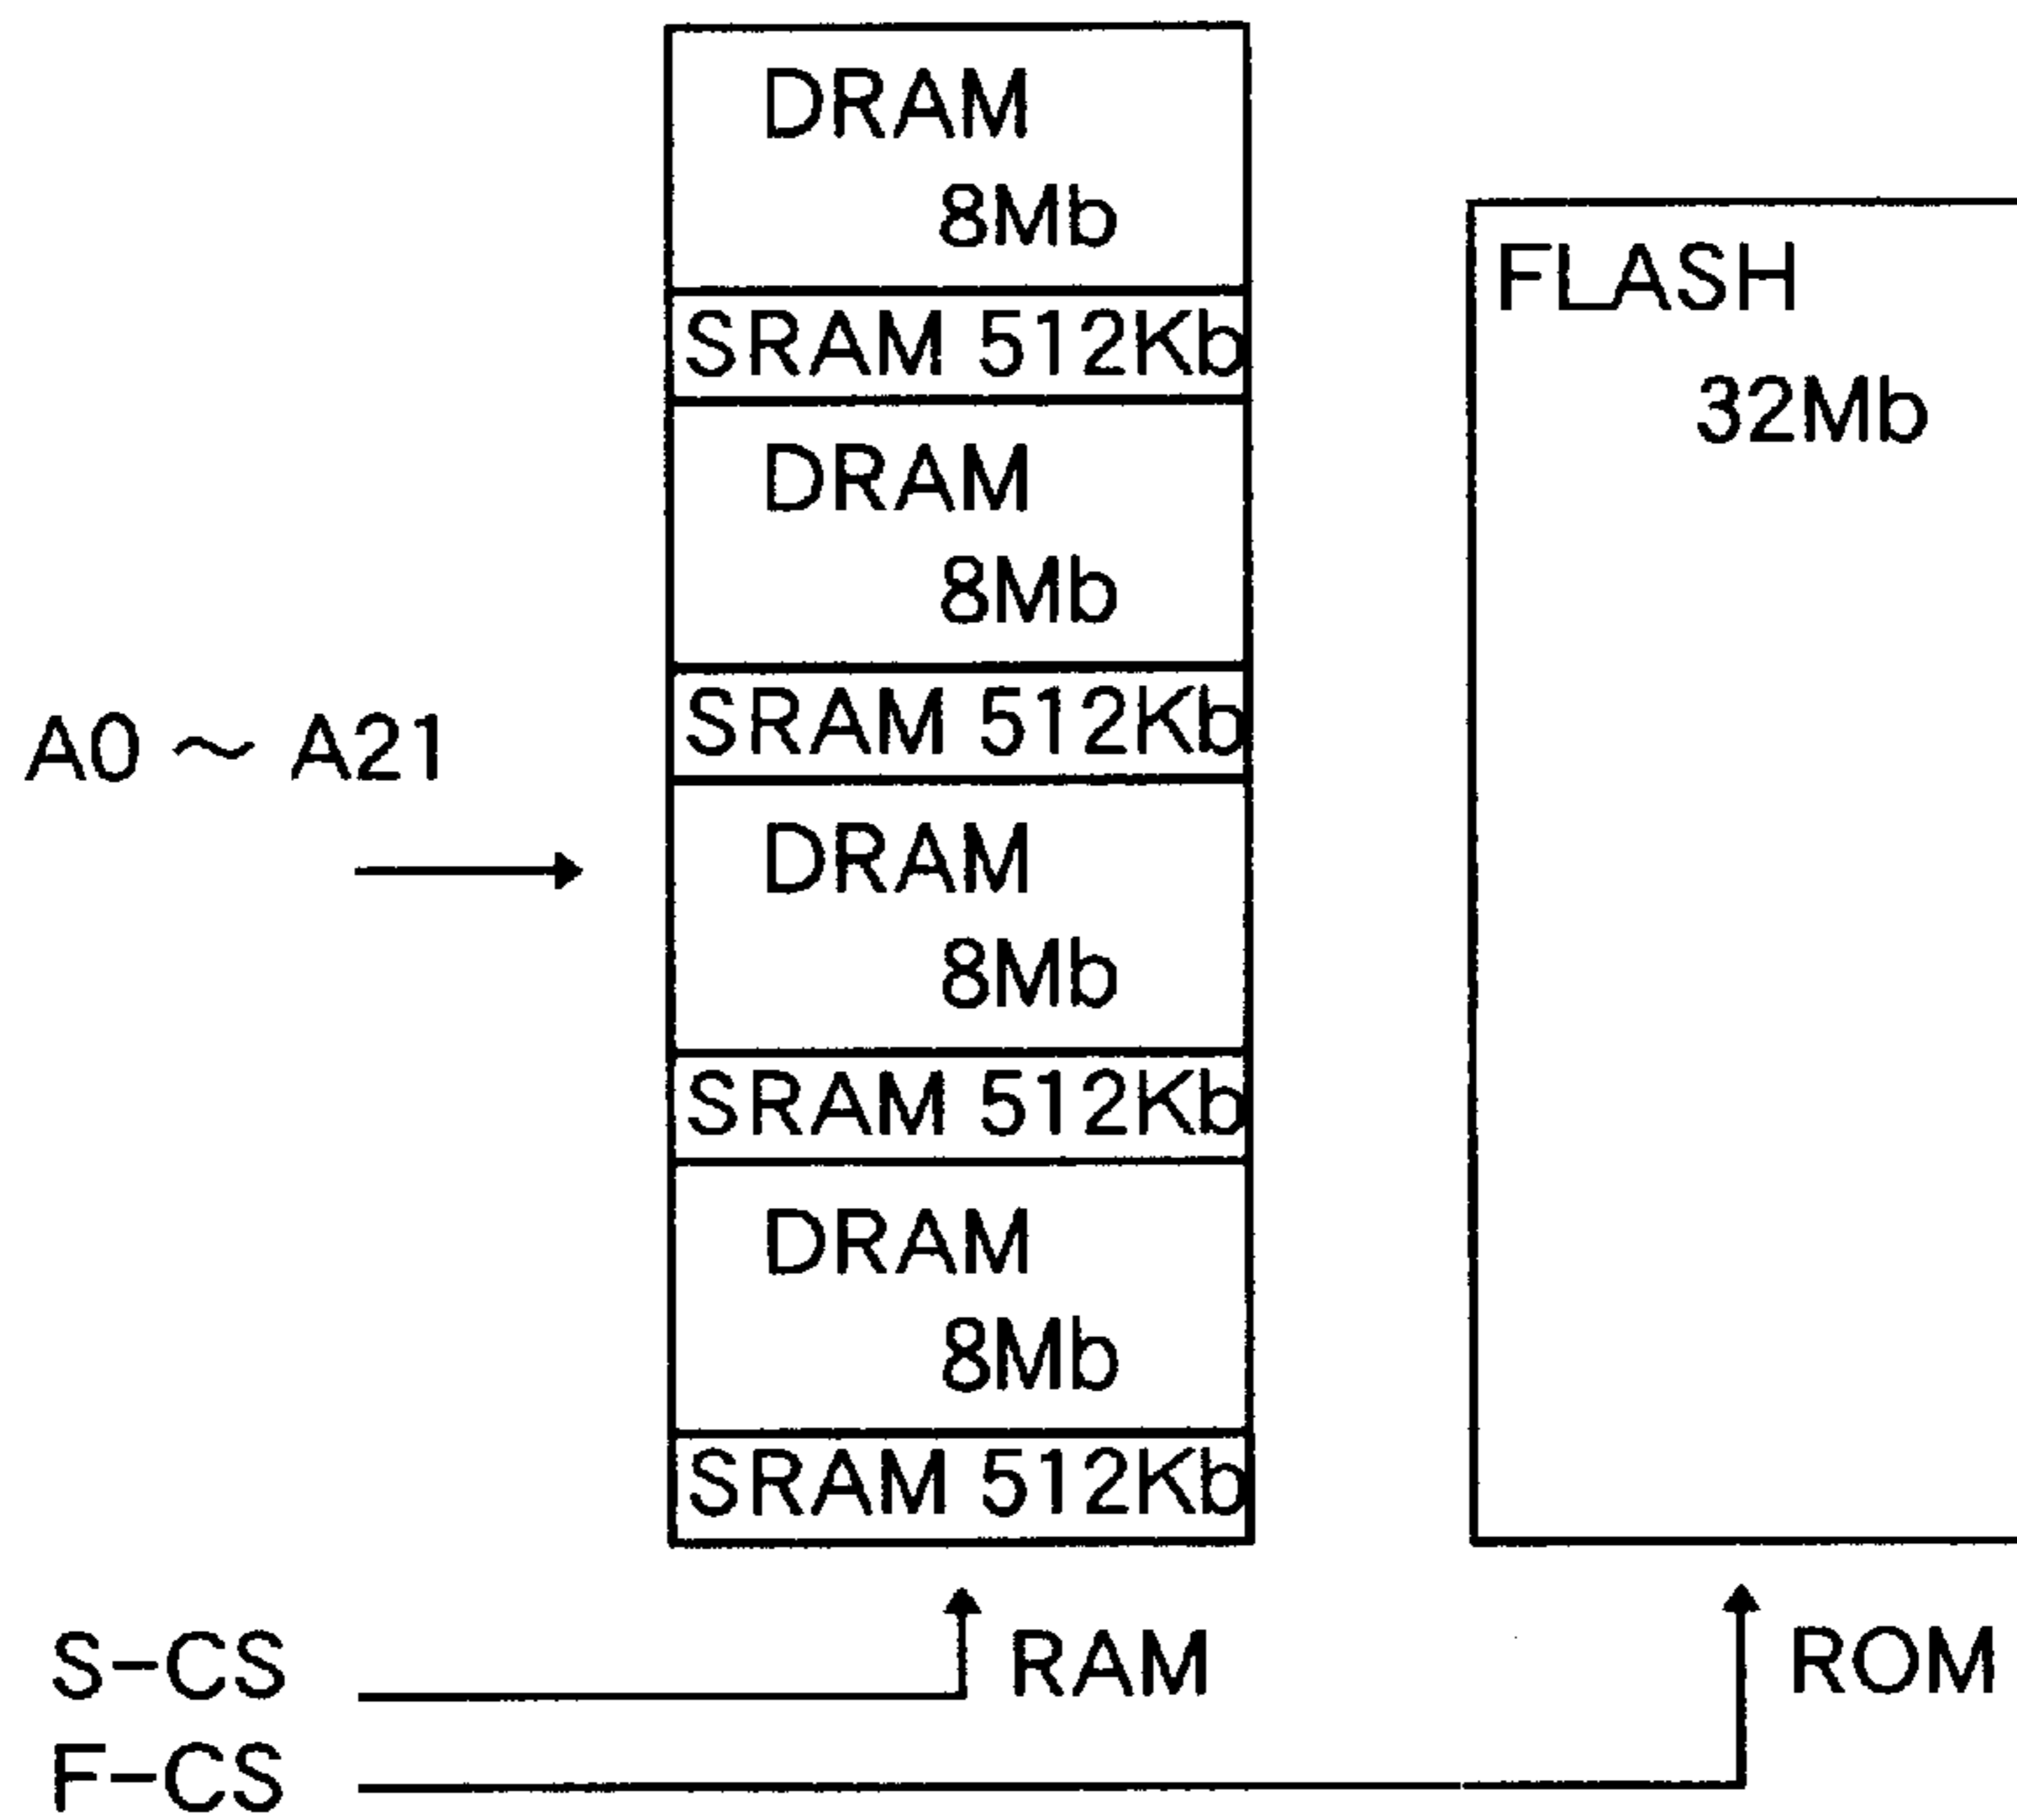 DRAM
8Mb
SRAM 512Kb
DRAM
8Mb
SRAM 512Kb
DRAM
8Mb
SRAM 512Kb
DRAM
8Mb
SRAM 512Kb
FLASH
32Mb
A0 ~ A21
S-CS
RAM
F-CS
ROM